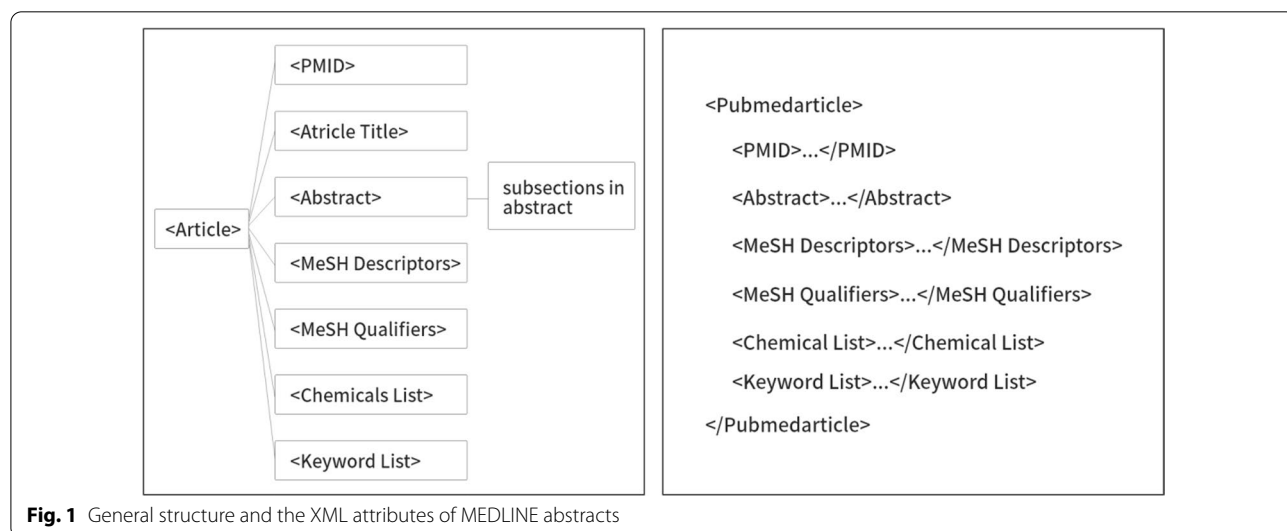 <PMID>
<Atricle Title>
<Abstract>
subsections in
abstract
<Article>
<MeSH Descriptors>
<MeSH Qualifiers>
<Chemicals List>
<Keyword List>
<Pubmedarticle>
<PMID>...</PMID>
<Abstract>...</Abstract>
<MeSH Descriptors>...</MeSH Descriptors>
<MeSH Qualifiers>...</MeSH Qualifiers>
<Chemical List>...</Chemical List>
<Keyword List>...</Keyword List>
</Pubmedarticle>
Fig. 1 General structure and the XML attributes of MEDLINE abstracts